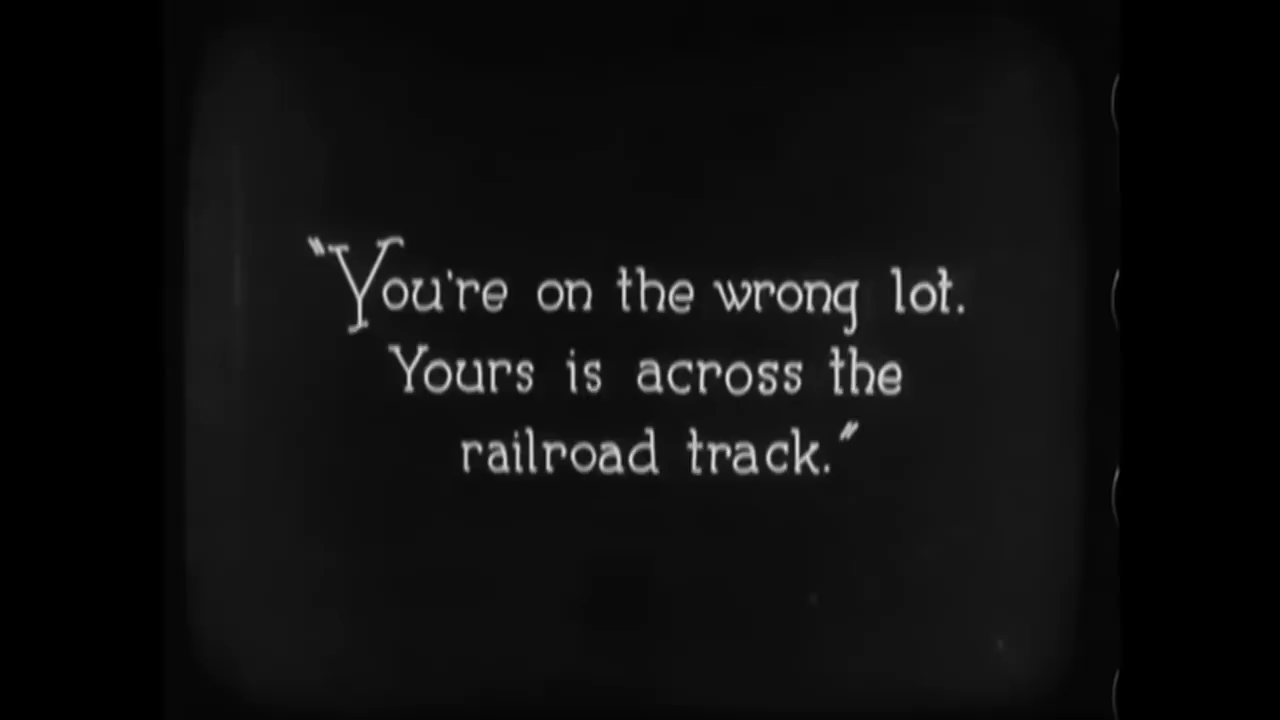 "You're on the wrong lot.
Yours is across the
railroad track."